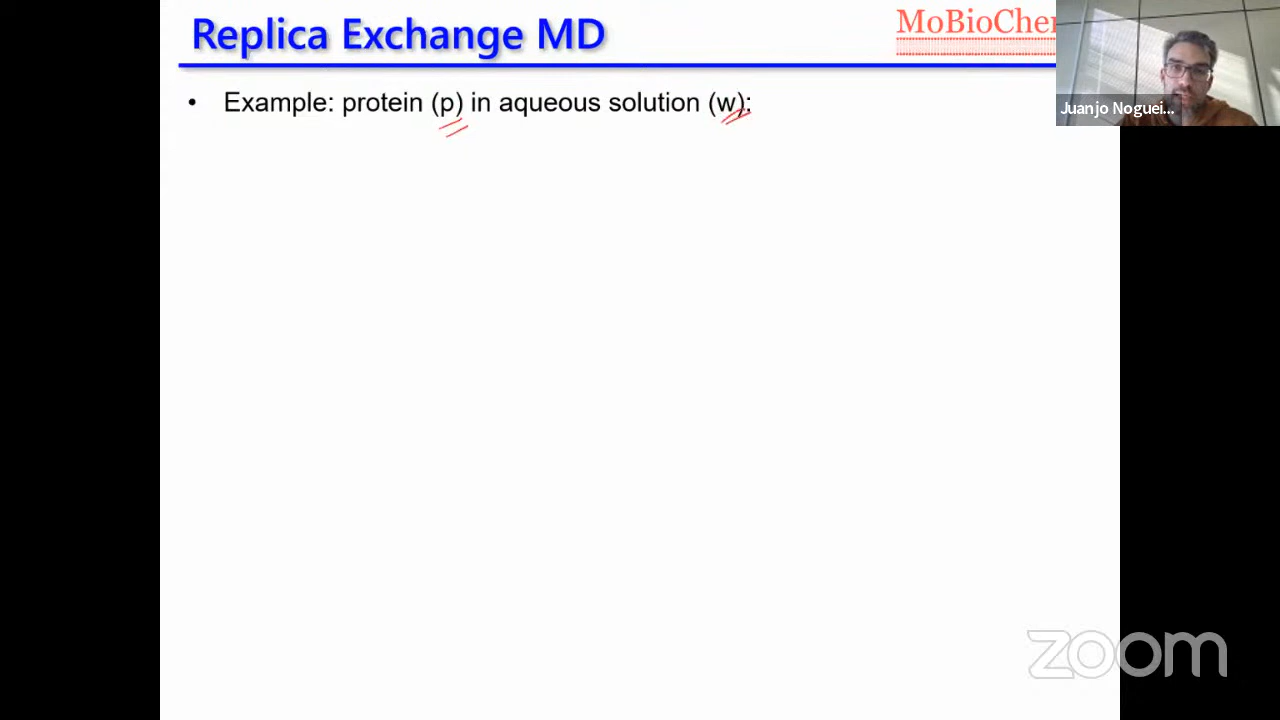 Replica Exchange MD
MoBioChe
Juanjo Noguei...
• Example: protein (p) in aqueous solution (w):
zoom